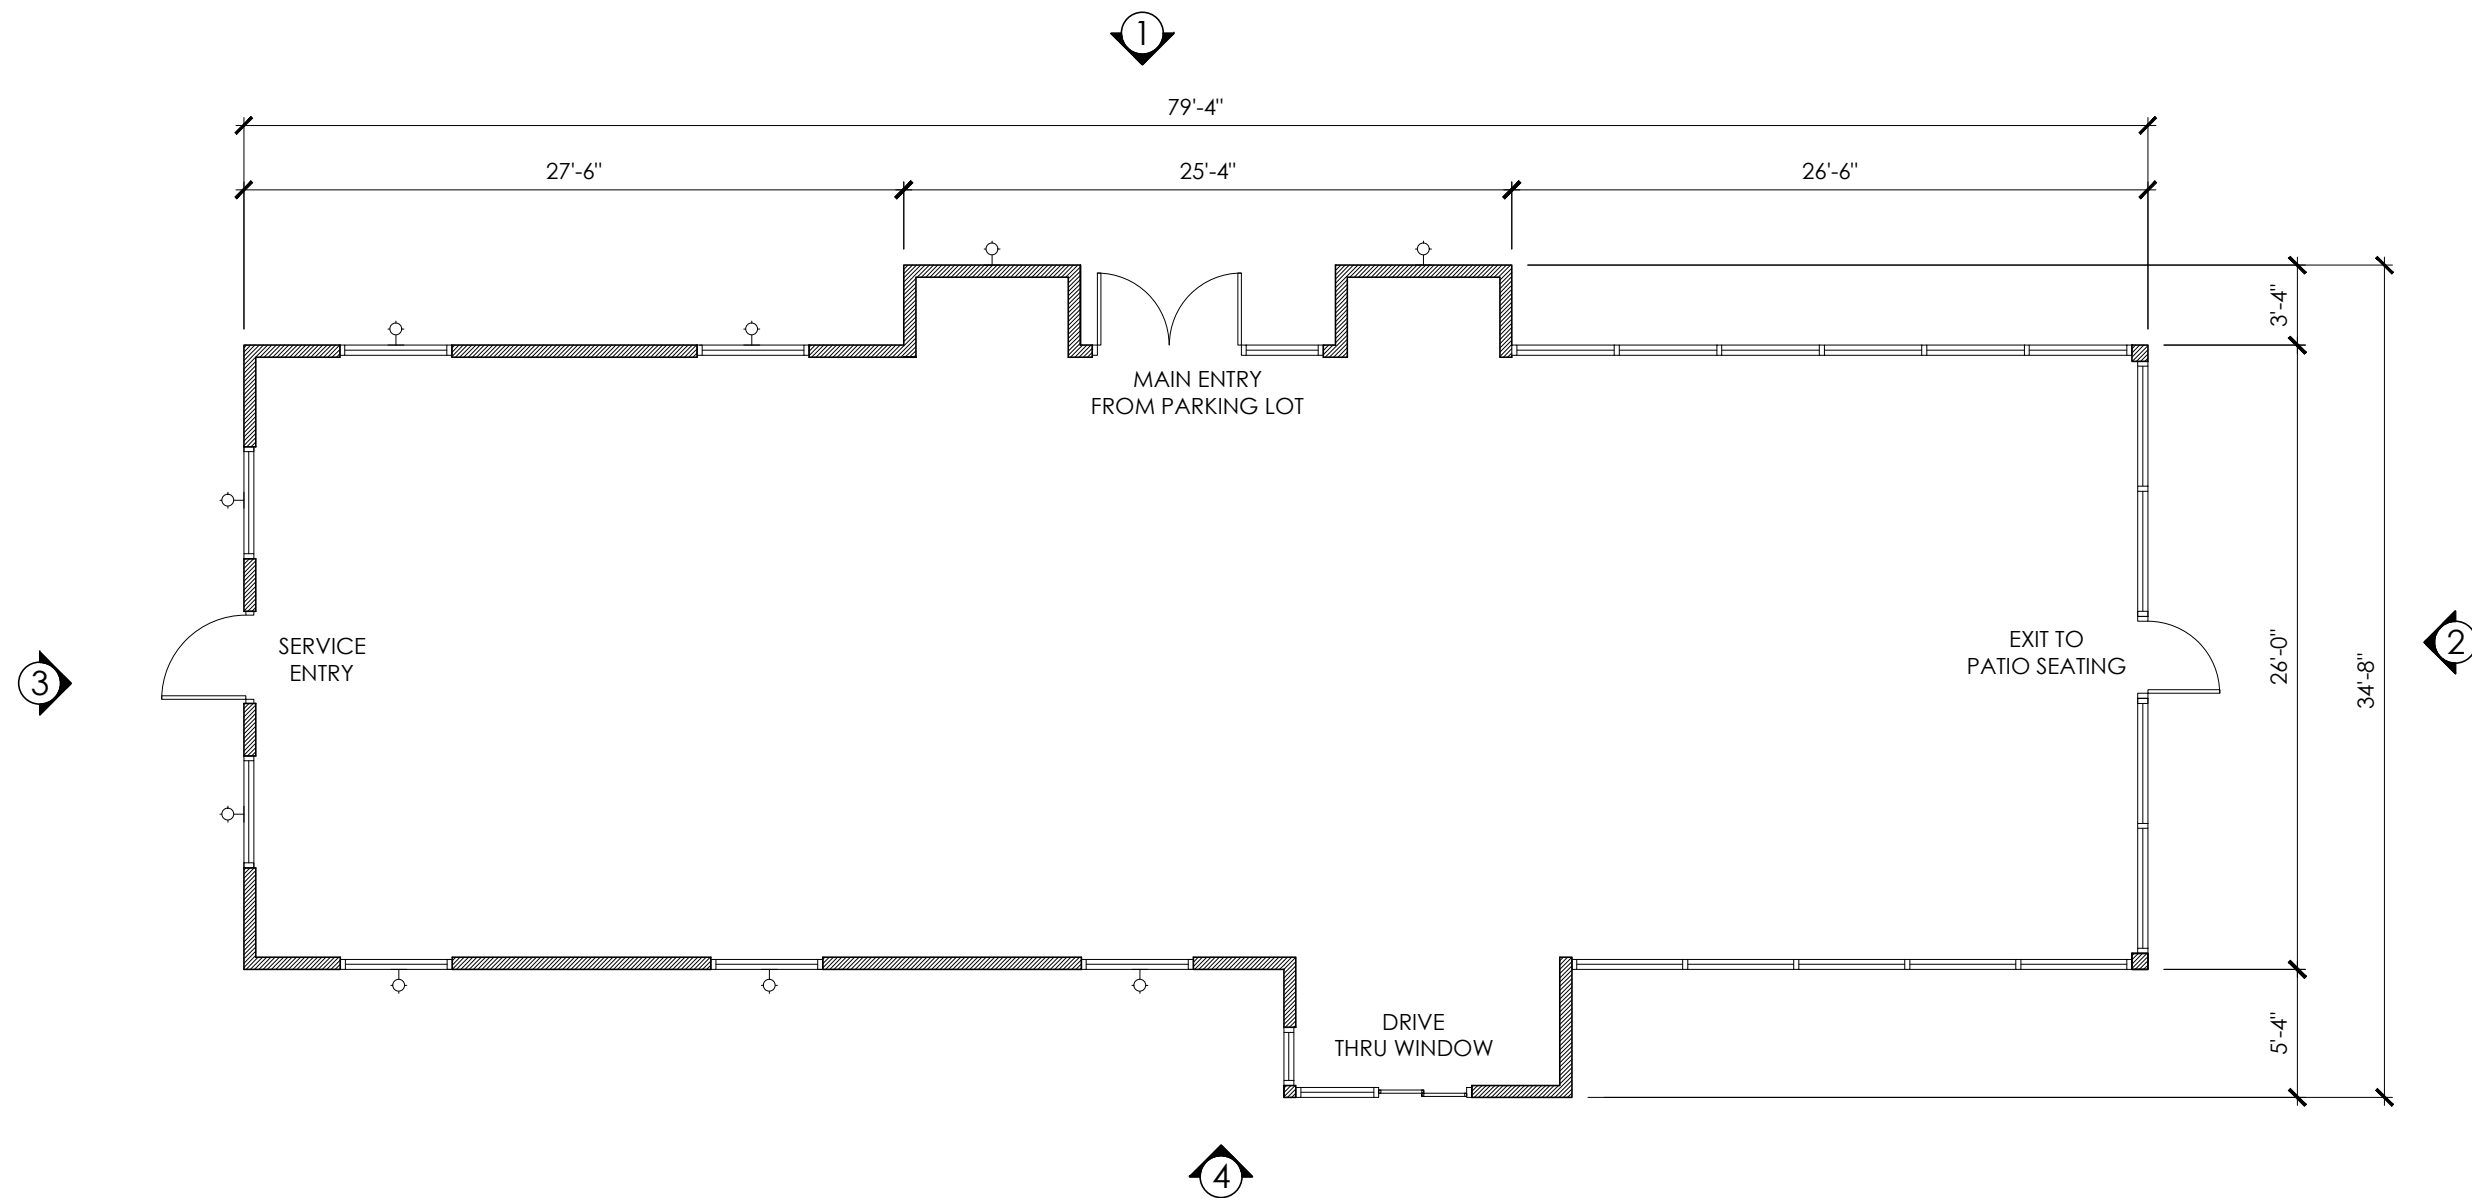 1
79'-4"
27'-6"
25'-4"
26'-6"
3'-4"
MAIN ENTRY
FROM PARKING LOT
SERVICE
ENTRY
3
EXIT TO
PATIO SEATING
26'-0"
34'-8"
2
DRIVE
THRU WINDOW
5'-4"
4